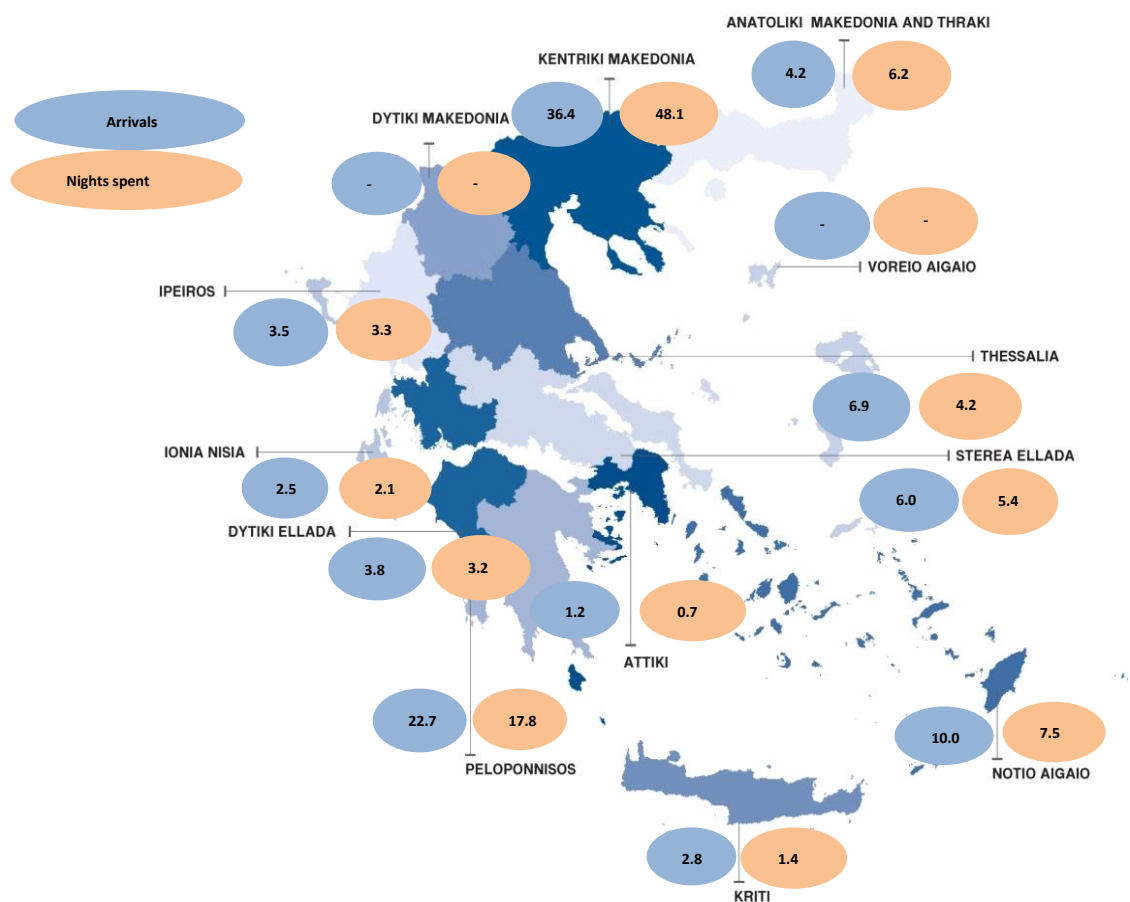 ANATOLIKI MAKEDONIA AND THRAKI
4.2 6.2
KENTRIKI MAKEDONIA
36.4 48.1
Arrivals
Nights spent
DYTIKI MAKEDONIA
- -
- -
VOREIO AIGAIO
IPEIROS
3.5 3.3
THESSALIA
6.9 4.2
IONIA NISIA
2.5 2.1
STEREA ELLADA
6.0 5.4
DYTIKI ELLADA
3.8 3.2
1.2 0.7
ATTIKI
22.7 17.8
PELOPONNISOS
10.0 7.5
NOTIO AIGAIO
2.8 1.4
KRITI